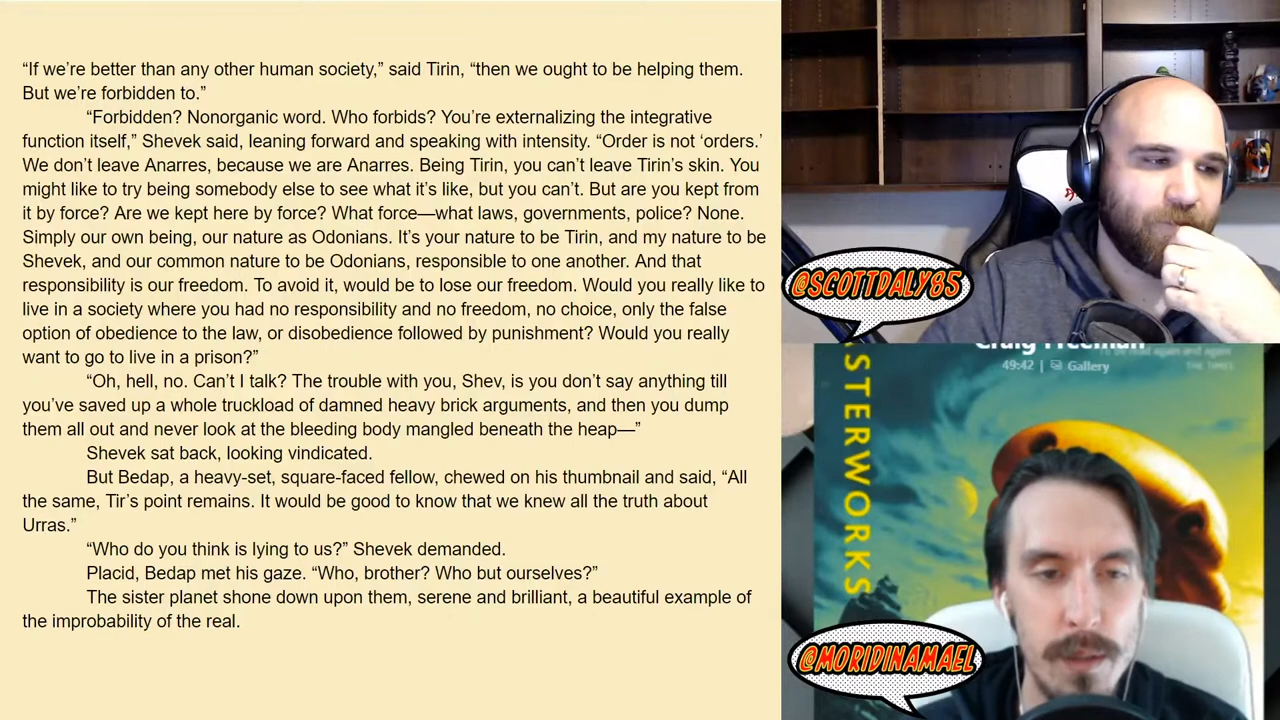 “If we’re better than any other human society,” said Tirin, “then we ought to be helping them.
But we’re forbidden to.”
“Forbidden? Nonorganic word. Who forbids? You’re externalizing the integrative
function itself,” Shevek said, leaning forward and speaking with intensity. “Order is not ‘orders.’
We don’t leave Anarres, because we are Anarres. Being Tirin, you can’t leave Tirin’s skin. You
might like to try being somebody else to see what it’s like, but you can’t. But are you kept from
it by force? Are we kept here by force? What force—what laws, governments, police? None.
Simply our own being, our nature as Odonians. It’s your nature to be Tirin, and my nature to be
Shevek, and our common nature to be Odonians, responsible to one another. And that
responsibility is our freedom. To avoid it, would be to lose our freedom. Would you really like to
live in a society where you had no responsibility and no freedom, no choice, only the false
option of obedience to the law, or disobedience followed by punishment? Would you really
want to go to live in a prison?”
“Oh, hell, no. Can’t I talk? The trouble with you, Shev, is you don’t say anything till
you’ve saved up a whole truckload of damned heavy brick arguments, and then you dump
them all out and never look at the bleeding body mangled beneath the heap—”
Shevek sat back, looking vindicated.
But Bedap, a heavy-set, square-faced fellow, chewed on his thumbnail and said, “All
the same, Tir’s point remains. It would be good to know that we knew all the truth about
Urras.”
“Who do you think is lying to us?” Shevek demanded.
Placid, Bedap met his gaze. “Who, brother? Who but ourselves?”
The sister planet shone down upon them, serene and brilliant, a beautiful example of
the improbability of the real.
@SCOTTDALY85
Craig Freeman
49:42 | Gallery
THE TIMES
ASTERWORKS
@MORIDINAMAEL